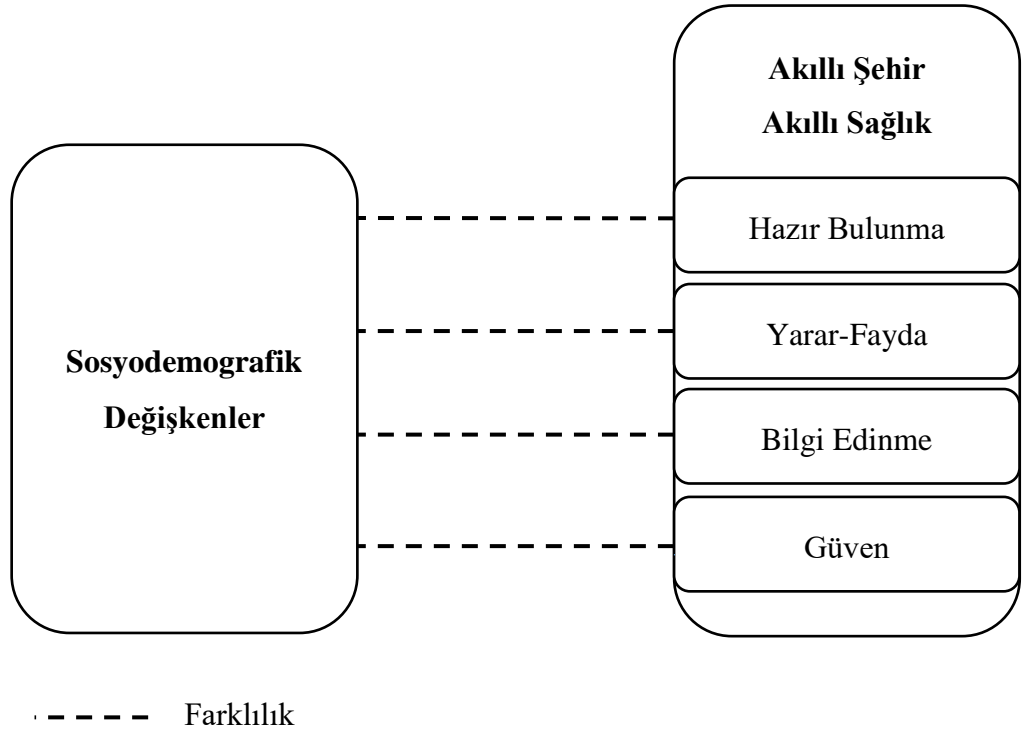 Akıllı Şehir
Akıllı Sağlık
Hazır Bulunma
Yarar-Fayda
Sosyodemografik
Değişkenler
Bilgi Edinme
Güven
Farklılık